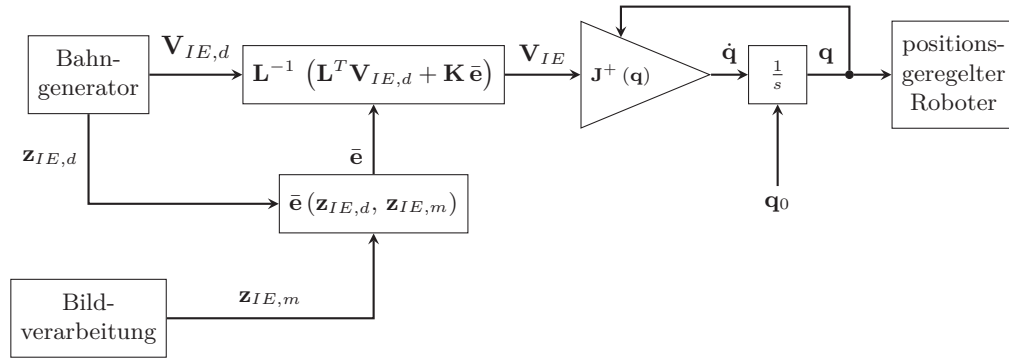 Bahn-
generator
V_{IE,d}
L^{-1} (L^T V_{IE,d} + K ē)
V_{IE}
J^+ (q)
q̇
1/s
q
positions-
geregelter
Roboter
z_{IE,d}
ē
ē (z_{IE,d}, z_{IE,m})
q_0
Bild-
verarbeitung
z_{IE,m}